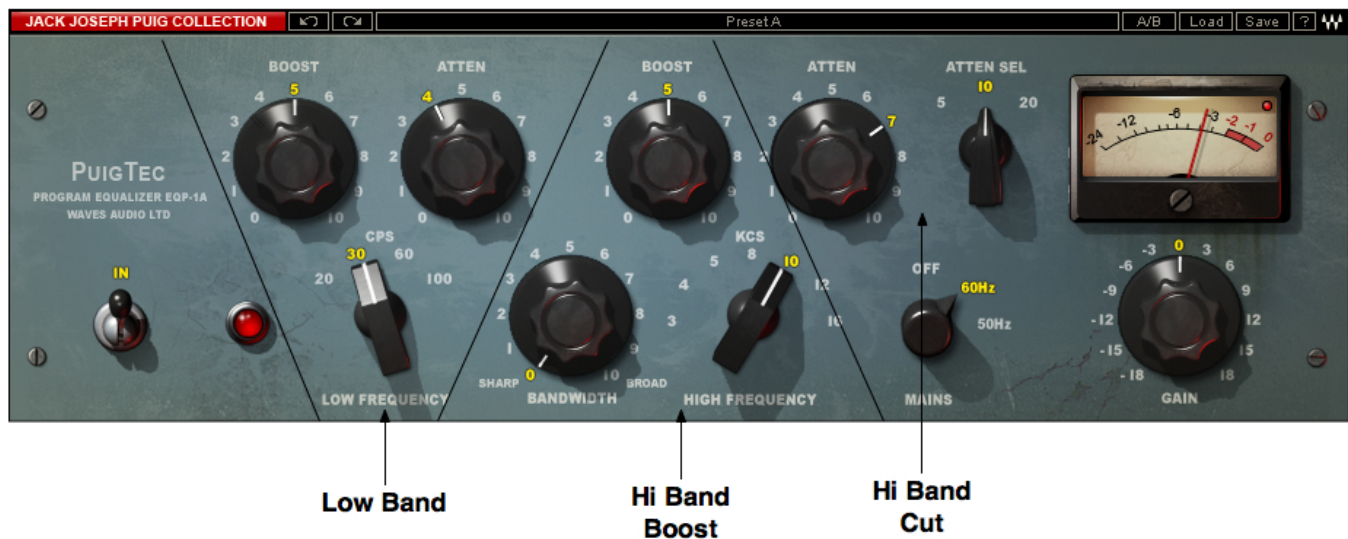 JACK JOSEPH PUIG COLLECTION
Preset A
A/B
Load
Save
?
BOOST
0 1 2 3 4 5 6 7 8 9 10
ATTEN
0 1 2 3 4 5 6 7 8 9 10
BOOST
0 1 2 3 4 5 6 7 8 9 10
ATTEN
0 1 2 3 4 5 6 7 8 9 10
ATTEN SEL
5 10 20
-24 -12 -6 -3 -2 -1 0
PUIGTEC
PROGRAM EQUALIZER EQP-1A
WAVES AUDIO LTD
IN
CPS
20 30 60 100
LOW FREQUENCY
0 1 2 3 4 5 6 7 8 9 10
SHARP
BROAD
BANDWIDTH
KCS
3 4 5 8 10 12 16
HIGH FREQUENCY
OFF
60Hz
50Hz
MAINS
-18 -15 -12 -9 -6 -3 0 3 6 9 12 15 18
GAIN
Low Band
Hi Band
Boost
Hi Band
Cut